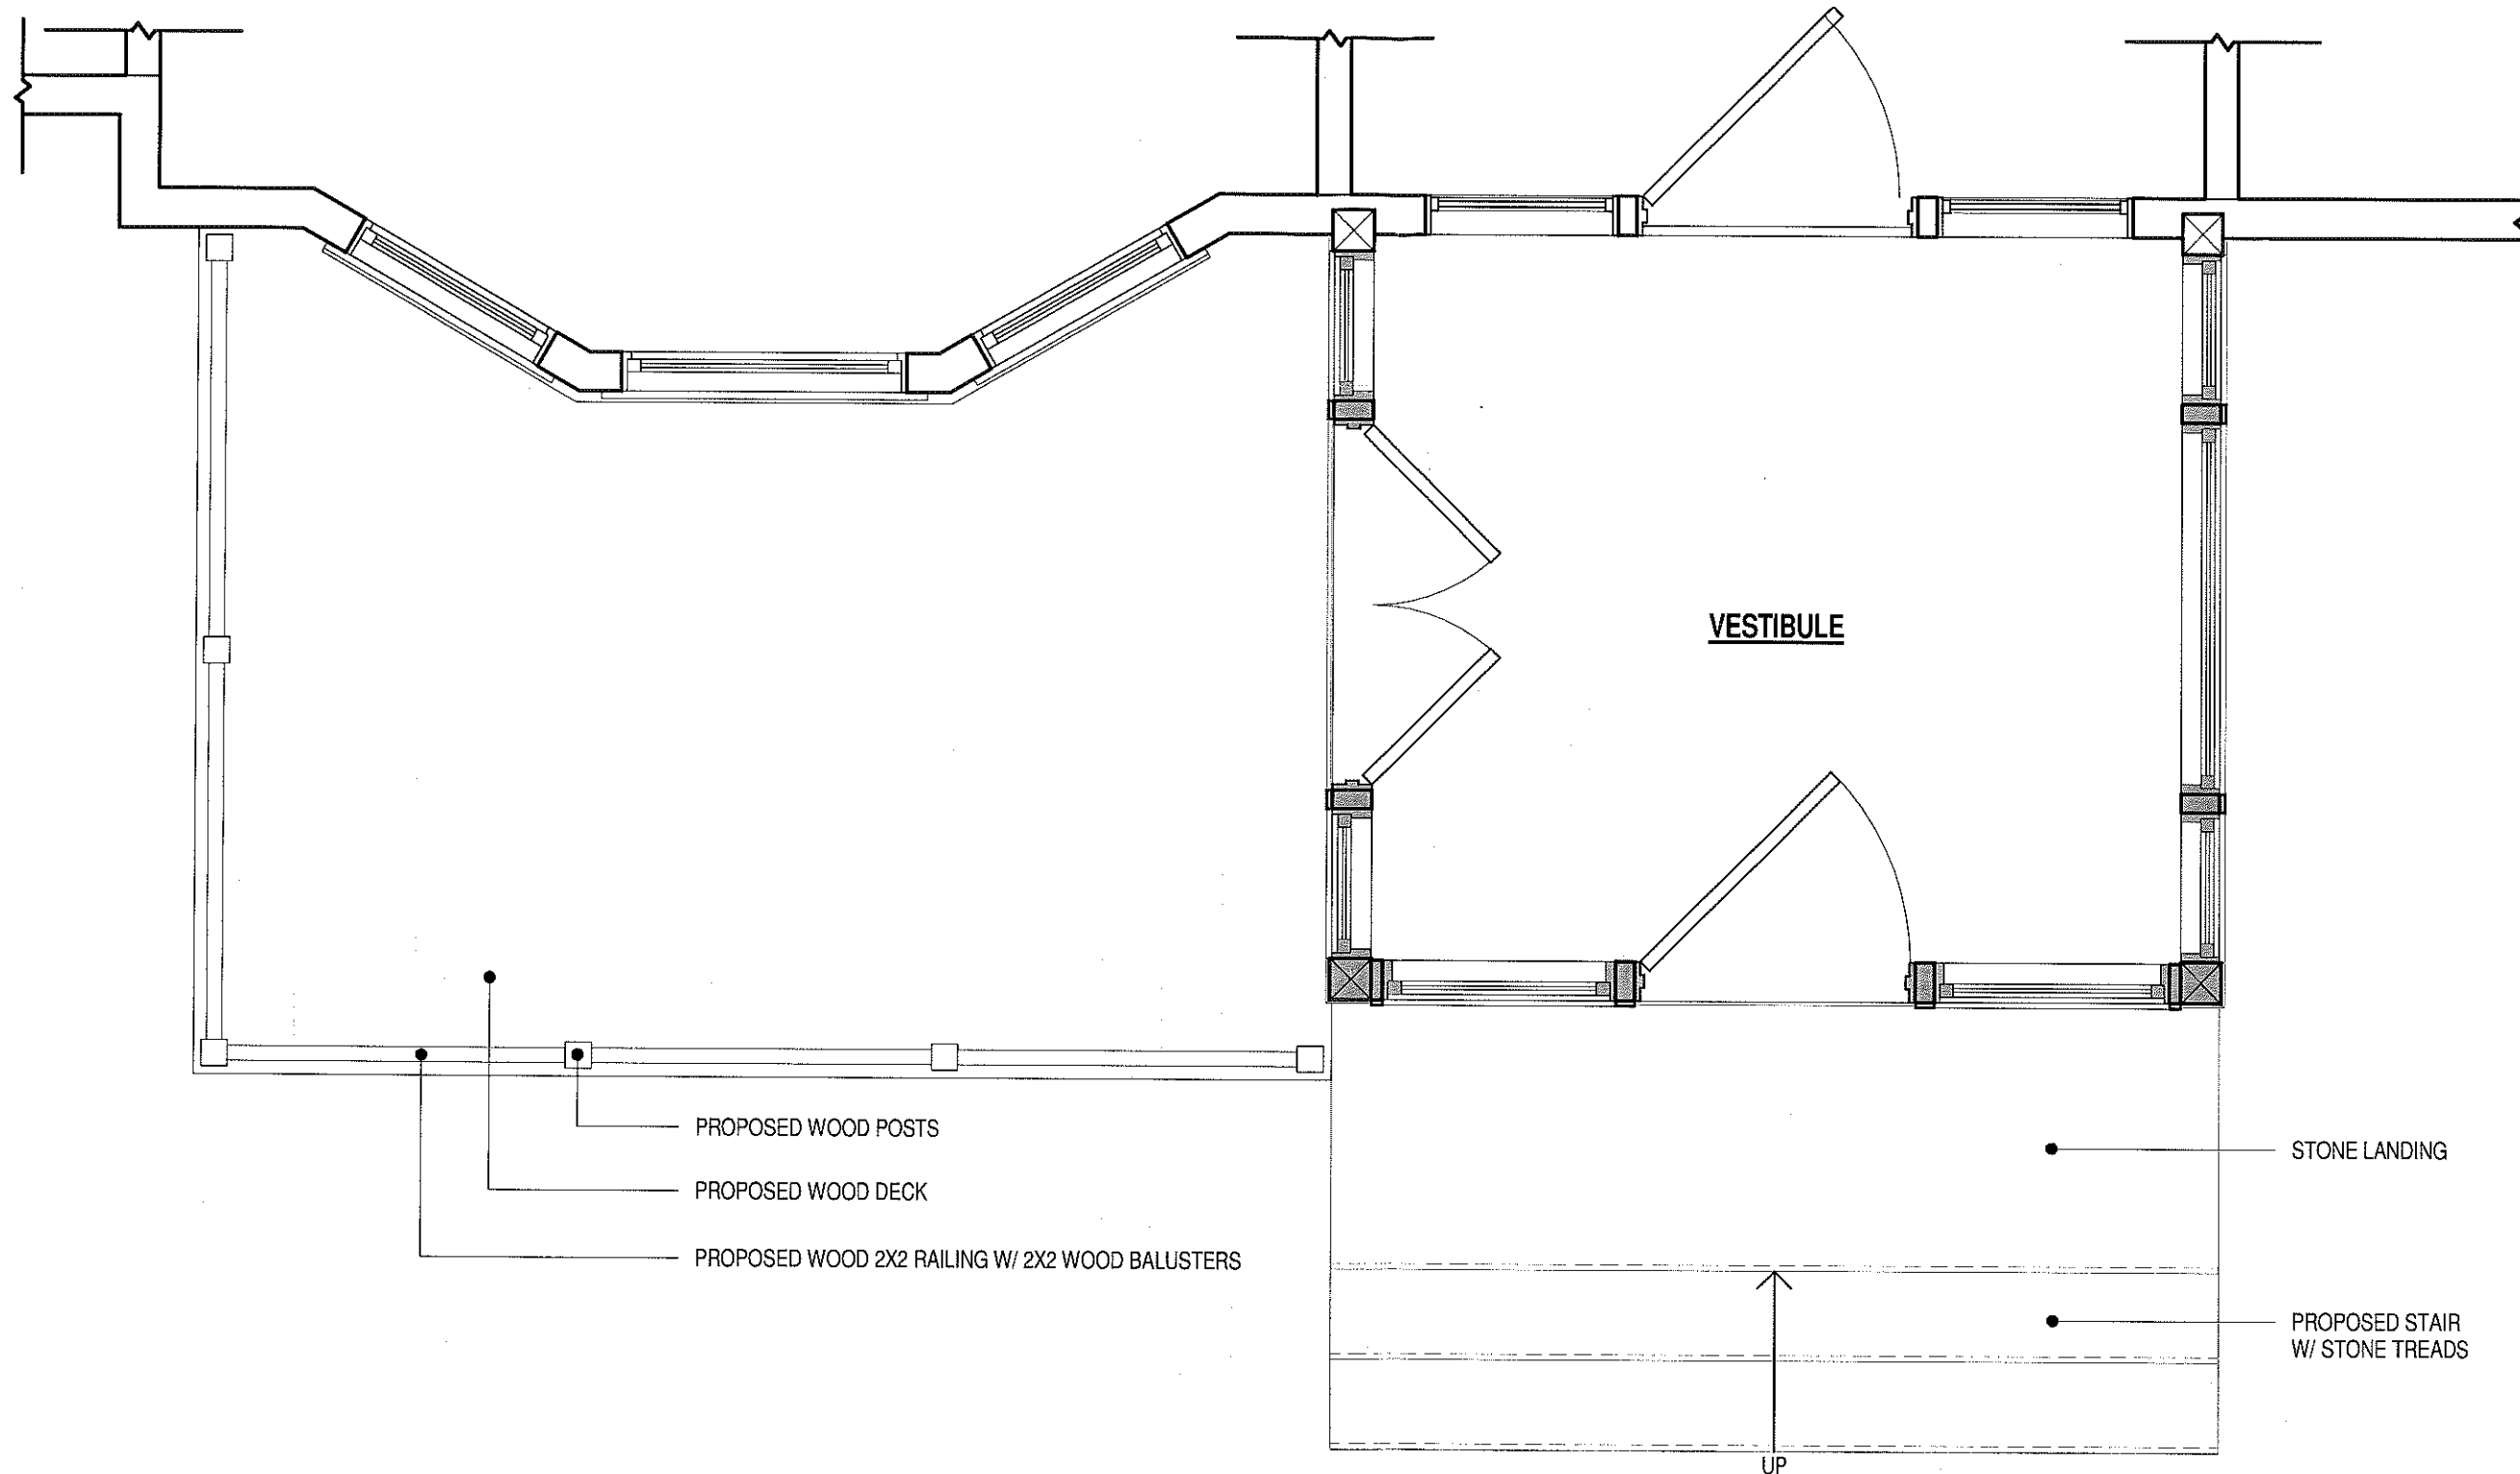 VESTIBULE
PROPOSED WOOD POSTS
PROPOSED WOOD DECK
PROPOSED WOOD 2X2 RAILING W/ 2X2 WOOD BALUSTERS
STONE LANDING
PROPOSED STAIR
W/ STONE TREADS
UP